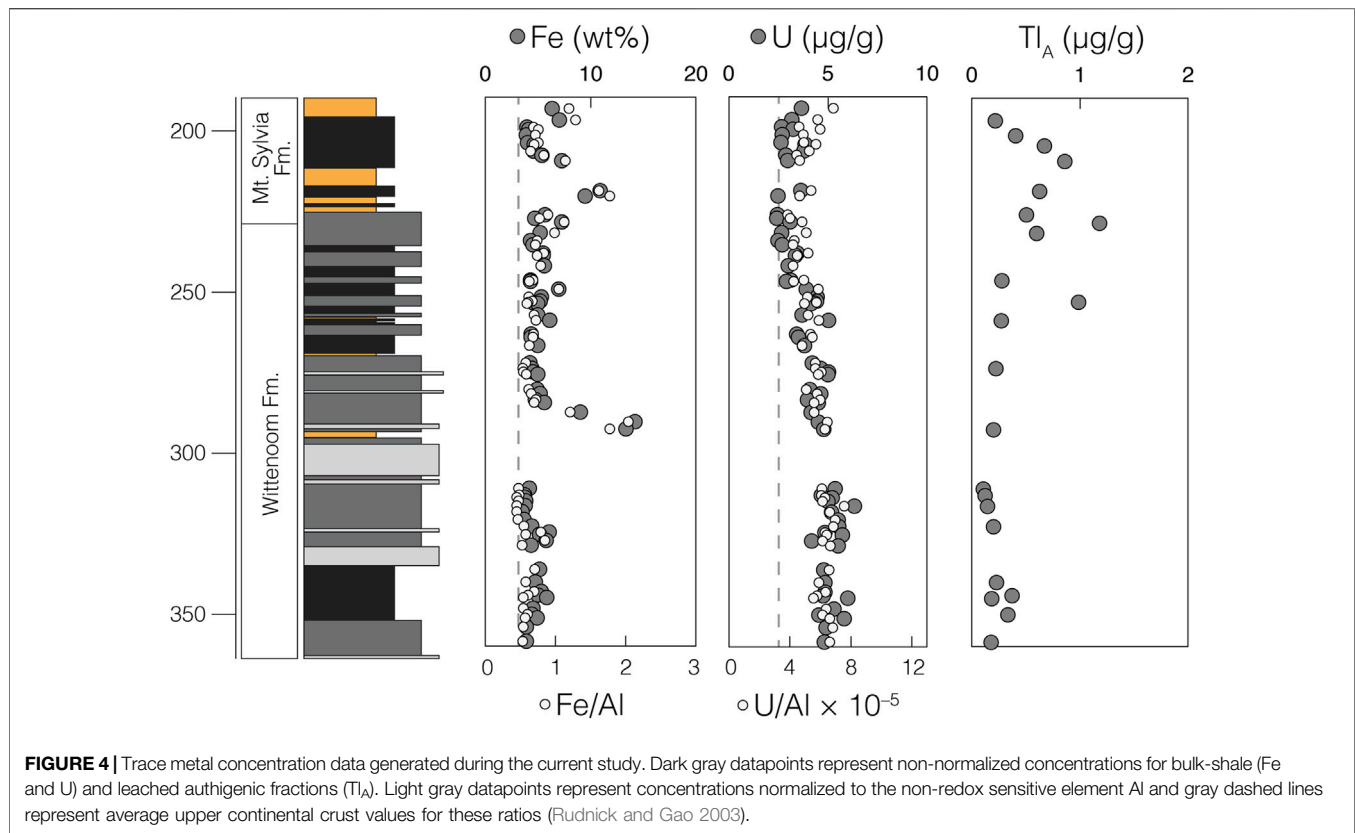 Fe (wt%)
0 10 20
U (µg/g)
0 5 10
Tl_A (µg/g)
0 1 2
Mt. Sylvia
Fm.
Wittenoom Fm.
200
250
300
350
0 1 2 3
Fe/Al
0 4 8 12
U/Al × 10⁻⁵
FIGURE 4 | Trace metal concentration data generated during the current study. Dark gray datapoints represent non-normalized concentrations for bulk-shale (Fe
and U) and leached authigenic fractions (Tl_A). Light gray datapoints represent concentrations normalized to the non-redox sensitive element Al and gray dashed lines
represent average upper continental crust values for these ratios (Rudnick and Gao 2003).